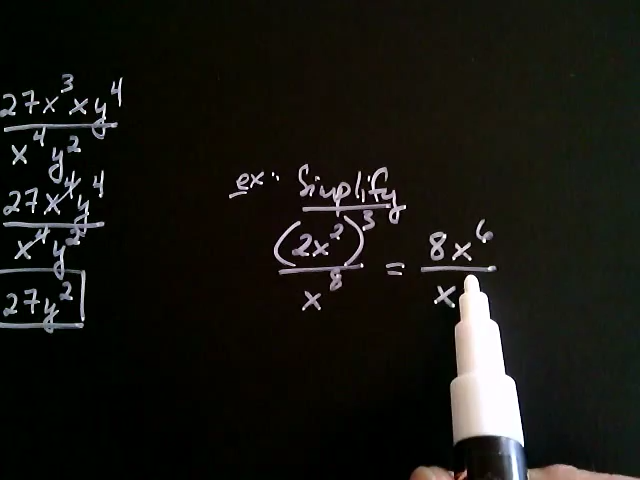 27x³xy⁴
x⁴y²
27x⁴y⁴
x⁴y²
27y²
ex: Simplify
(2x²)³ = 8x⁶
x⁸ x